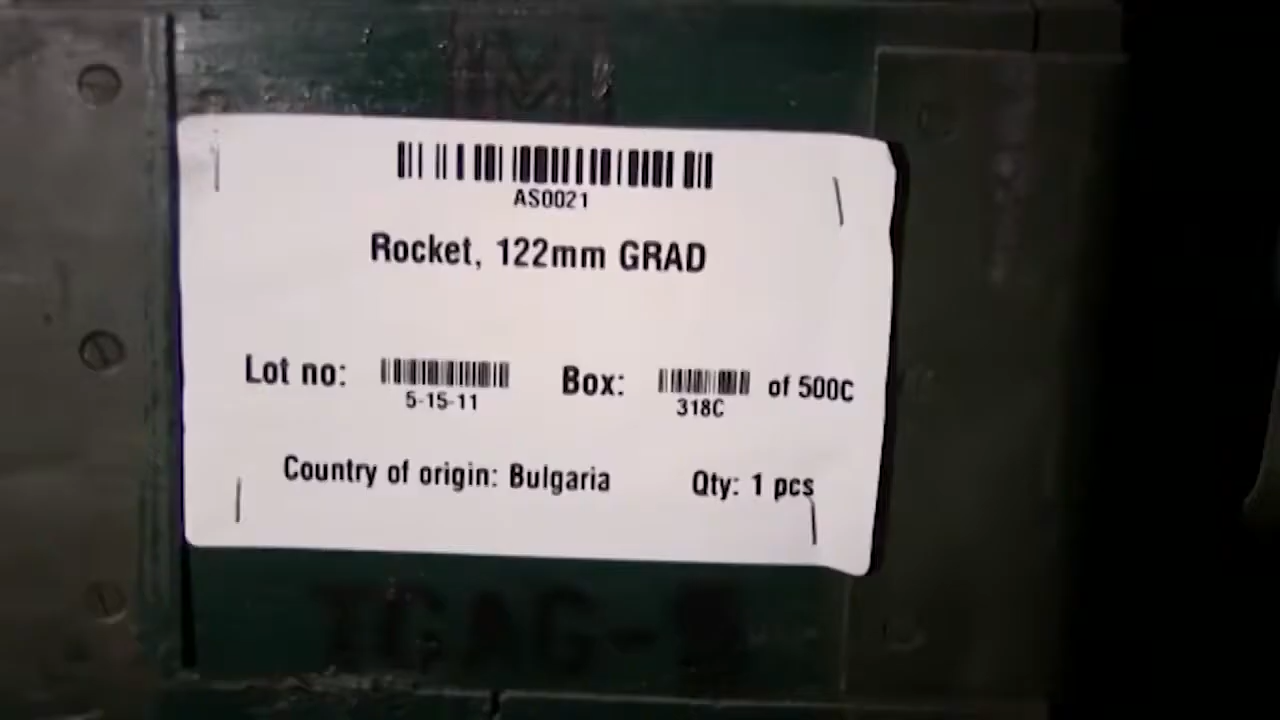 AS0021
Rocket, 122mm GRAD
Lot no: Box: of 500C
5-15-11 318C
Country of origin: Bulgaria Qty: 1 pcs